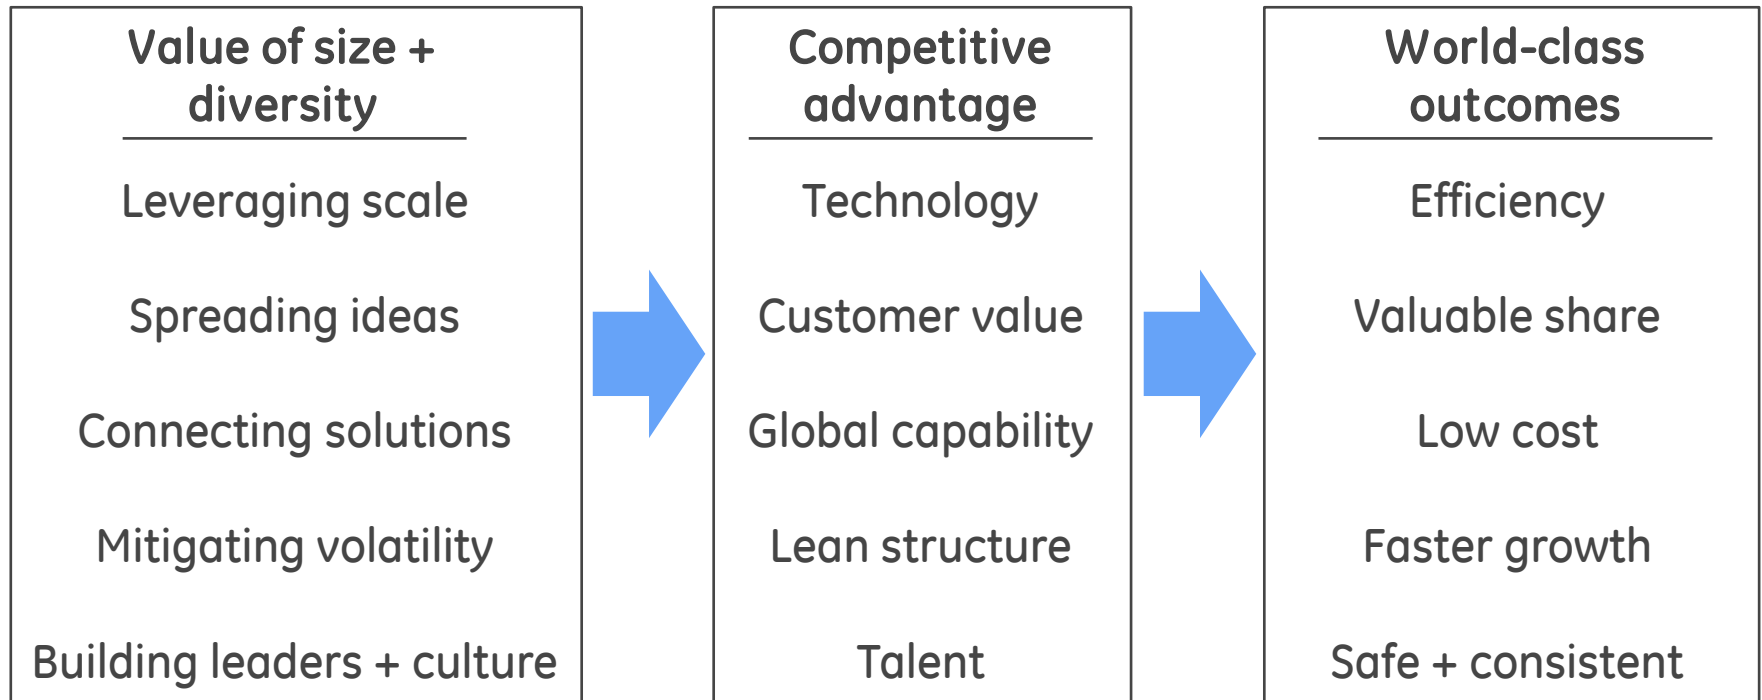 Value of size +
diversity
Leveraging scale
Spreading ideas
Connecting solutions
Mitigating volatility
Building leaders + culture
Competitive
advantage
Technology
Customer value
Global capability
Lean structure
Talent
World-class
outcomes
Efficiency
Valuable share
Low cost
Faster growth
Safe + consistent